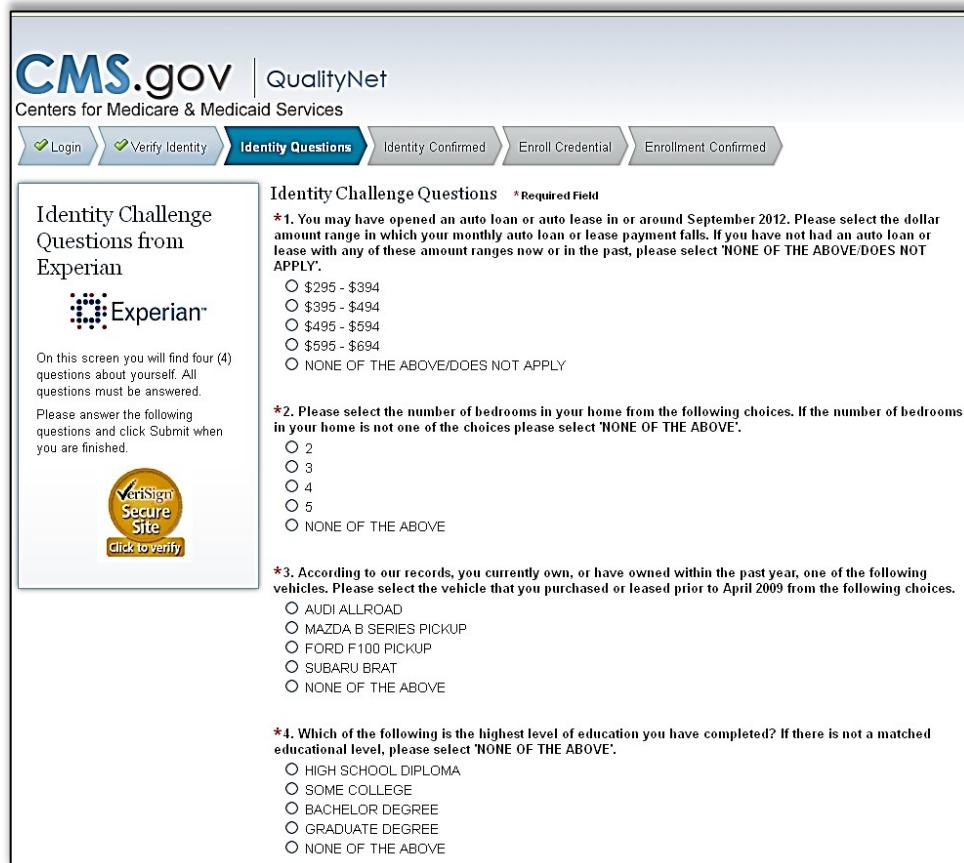 CMS.gov QualityNet
Centers for Medicare & Medicaid Services
Login Verify Identity Identity Questions Identity Confirmed Enroll Credential Enrollment Confirmed
Identity Challenge
Questions from
Experian
Experian™
On this screen you will find four (4)
questions about yourself. All
questions must be answered.
Please answer the following
questions and click Submit when
you are finished.
VeriSign
Secure
Site
Click to verify
Identity Challenge Questions *Required Field
*1. You may have opened an auto loan or auto lease in or around September 2012. Please select the dollar
amount range in which your monthly auto loan or lease payment falls. If you have not had an auto loan or
lease with any of these amount ranges now or in the past, please select 'NONE OF THE ABOVE/DOES NOT
APPLY'.
$295 - $394
$395 - $494
$495 - $594
$595 - $694
NONE OF THE ABOVE/DOES NOT APPLY
*2. Please select the number of bedrooms in your home from the following choices. If the number of bedrooms
in your home is not one of the choices please select 'NONE OF THE ABOVE'.
2
3
4
5
NONE OF THE ABOVE
*3. According to our records, you currently own, or have owned within the past year, one of the following
vehicles. Please select the vehicle that you purchased or leased prior to April 2009 from the following choices.
AUDI ALLROAD
MAZDA B SERIES PICKUP
FORD F100 PICKUP
SUBARU BRAT
NONE OF THE ABOVE
*4. Which of the following is the highest level of education you have completed? If there is not a matched
educational level, please select 'NONE OF THE ABOVE'.
HIGH SCHOOL DIPLOMA
SOME COLLEGE
BACHELOR DEGREE
GRADUATE DEGREE
NONE OF THE ABOVE